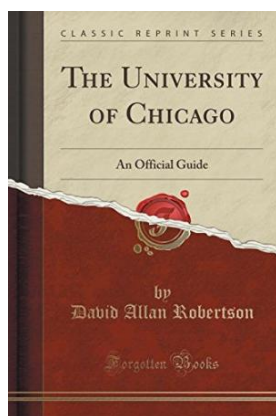 CLASSIC REPRINT SERIES
THE UNIVERSITY
OF CHICAGO
An Official Guide
by
David Allan Robertson
Forgotten Books